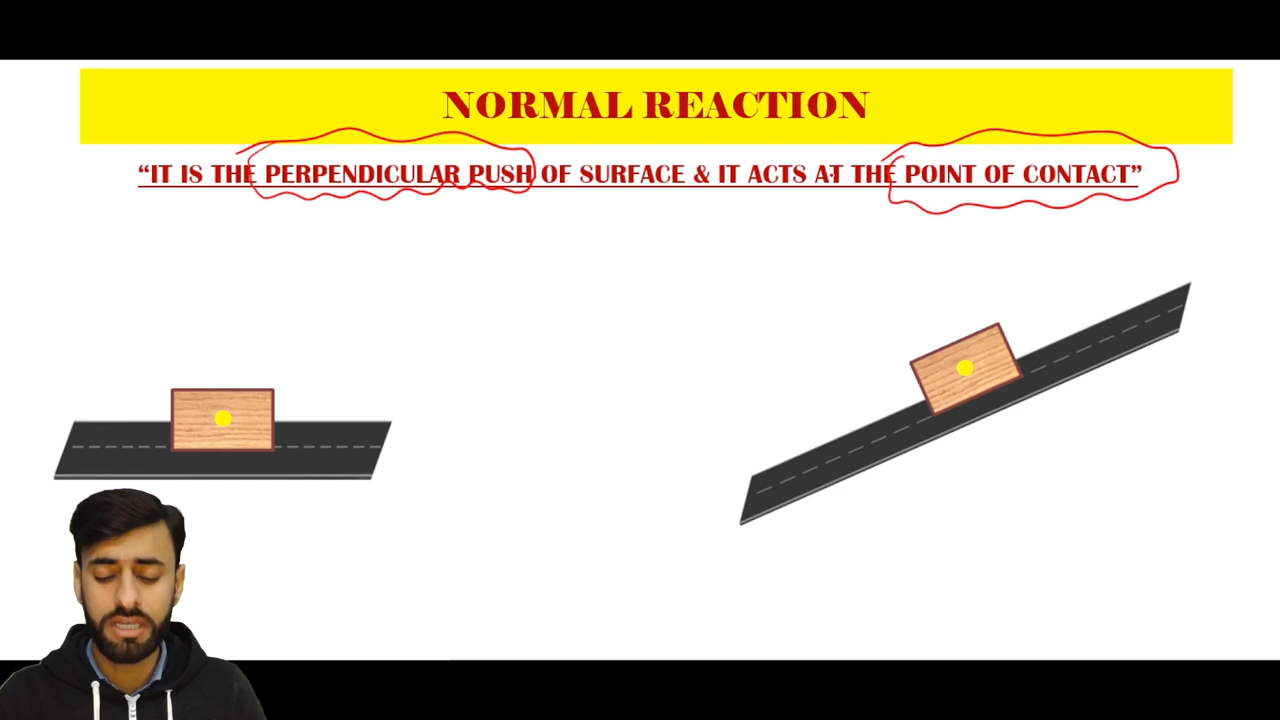 NORMAL REACTION
“IT IS THE PERPENDICULAR PUSH OF SURFACE & IT ACTS AT THE POINT OF CONTACT”